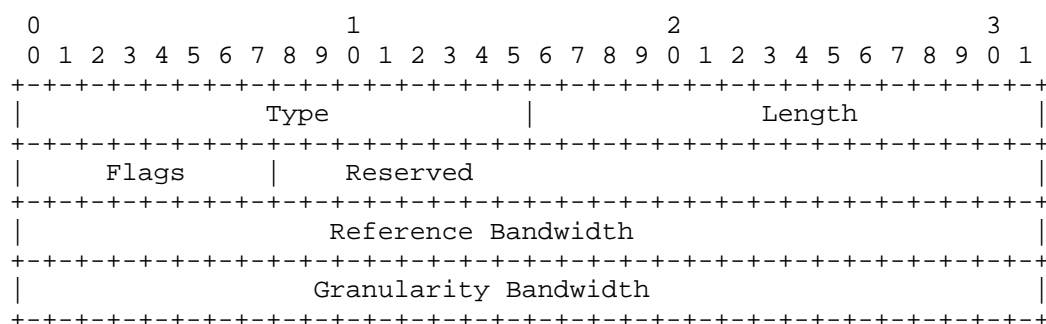 0                   1                   2                   3
 0 1 2 3 4 5 6 7 8 9 0 1 2 3 4 5 6 7 8 9 0 1 2 3 4 5 6 7 8 9 0 1
+-+-+-+-+-+-+-+-+-+-+-+-+-+-+-+-+-+-+-+-+-+-+-+-+-+-+-+-+-+-+-+-+
|               Type            |              Length           |
+-+-+-+-+-+-+-+-+-+-+-+-+-+-+-+-+-+-+-+-+-+-+-+-+-+-+-+-+-+-+-+-+
|     Flags     |    Reserved                                   |
+-+-+-+-+-+-+-+-+-+-+-+-+-+-+-+-+-+-+-+-+-+-+-+-+-+-+-+-+-+-+-+-+
|                   Reference Bandwidth                         |
+-+-+-+-+-+-+-+-+-+-+-+-+-+-+-+-+-+-+-+-+-+-+-+-+-+-+-+-+-+-+-+-+
|                  Granularity Bandwidth                        |
+-+-+-+-+-+-+-+-+-+-+-+-+-+-+-+-+-+-+-+-+-+-+-+-+-+-+-+-+-+-+-+-+